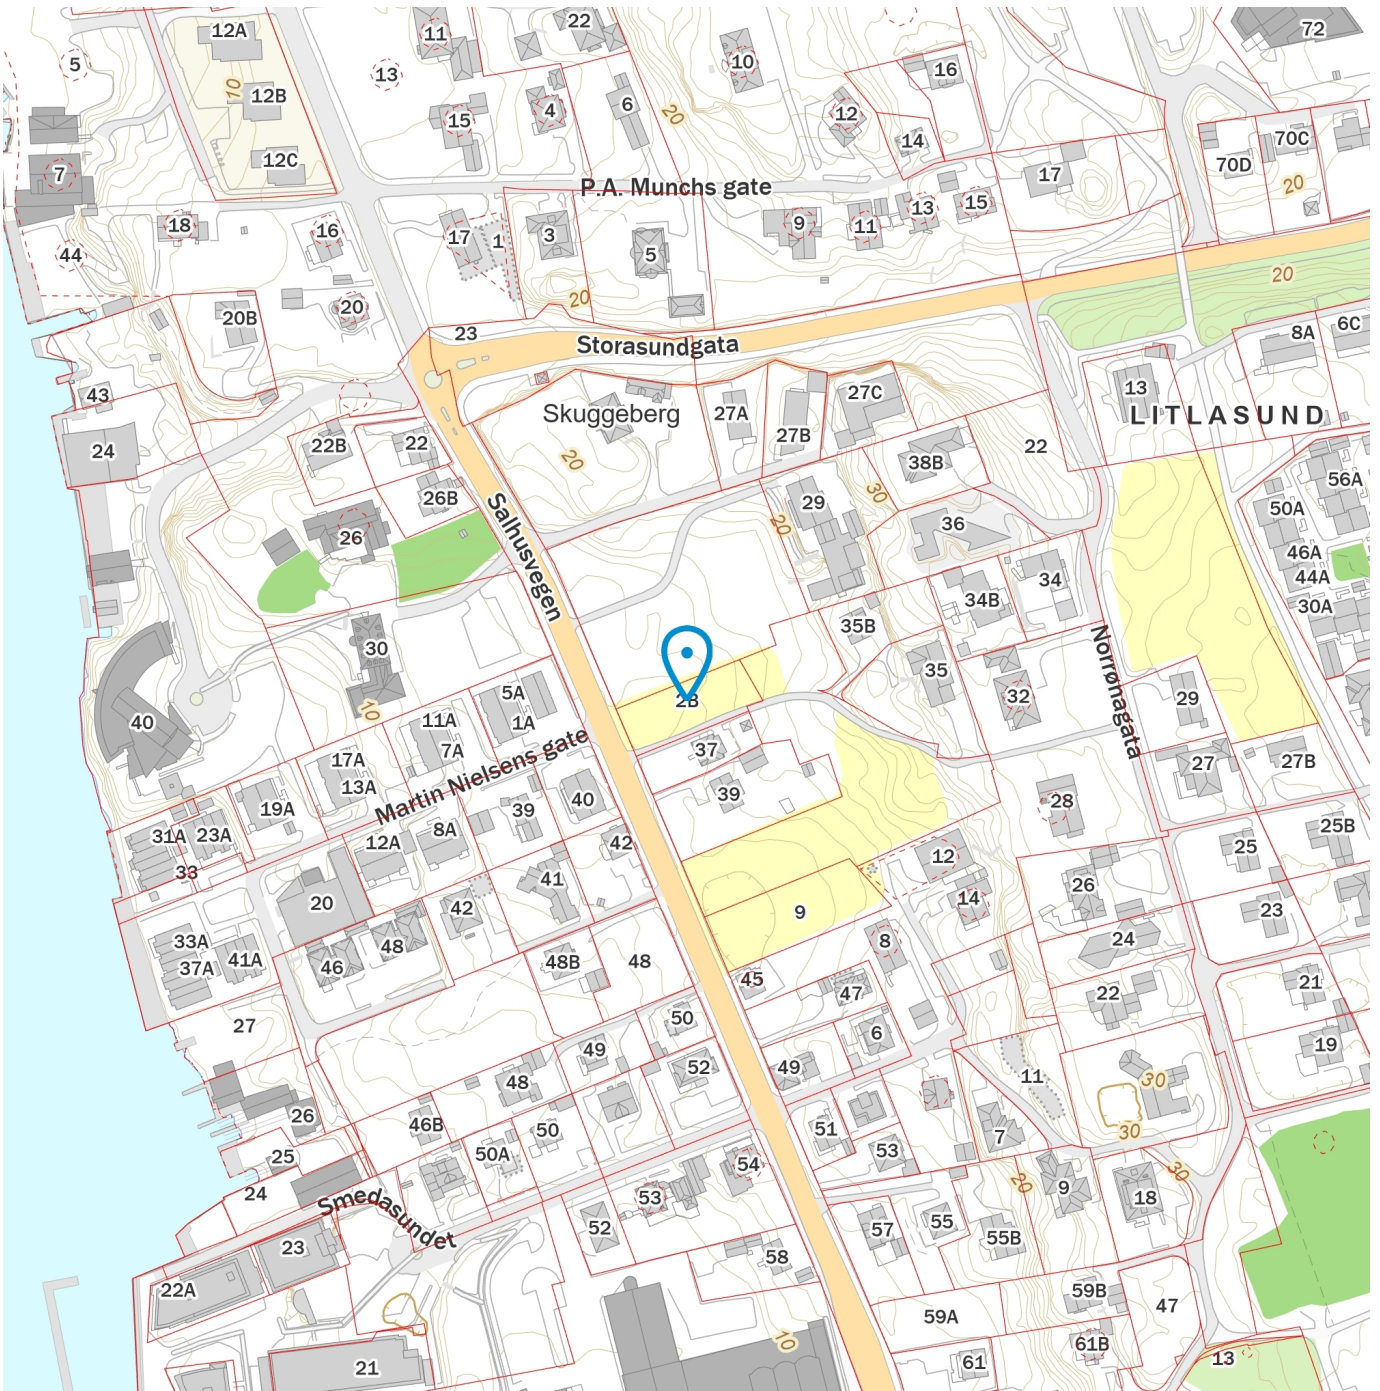 12A
11
22
72
5
13
10
16
12B
10
15
4
6
20
12
14
70C
12C
70D
7
P.A. Munchs gate
17
20
18
16
17
1
3
9
11
13
15
44
5
20
20B
20
20
23
Storasundgata
8A
6C
43
27C
13
Skuggeberg
27A
LITLASUND
24
22B
22
27B
22
20
38B
56A
26B
Salhusvegen
30
29
50A
26
20
36
46A
44A
34
34B
30A
35B
30
Norrønagata
35
5A
2B
32
29
10
11A
1A
40
7A
37
17A
Martin Nielsens gate
27
27B
13A
39
40
19A
39
28
25B
31A
23A
8A
12A
42
25
33
12
41
26
20
14
42
9
23
33A
48
8
24
41A
37A
46
48B
48
45
21
47
22
27
50
6
19
49
49
52
11
30
48
26
46B
50
51
7
30
25
50A
53
54
30
24
Smedasundet
53
20
9
18
52
57
55
23
55B
58
22A
59B
47
59A
10
61B
21
61
13